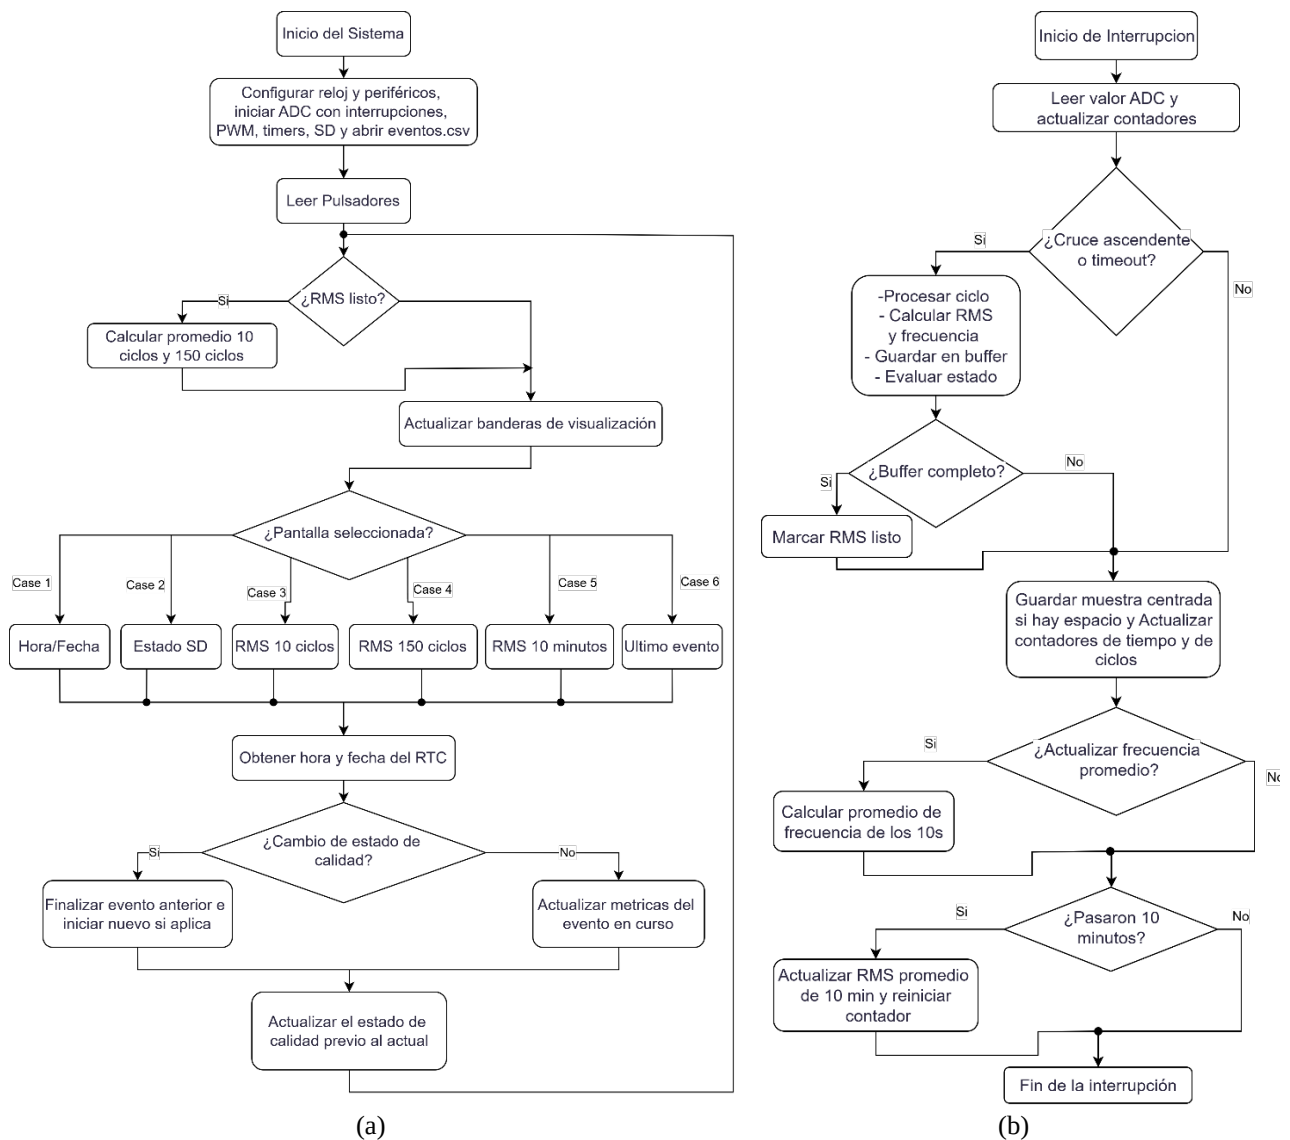 Inicio del Sistema
Configurar reloj y periféricos,
iniciar ADC con interrupciones,
PWM, timers, SD y abrir eventos.csv
Leer Pulsadores
¿RMS listo?
Si
Calcular promedio 10
ciclos y 150 ciclos
Actualizar banderas de visualización
¿Pantalla seleccionada?
Case 1
Case 2
Case 3
Case 4
Case 5
Case 6
Hora/Fecha
Estado SD
RMS 10 ciclos
RMS 150 ciclos
RMS 10 minutos
Ultimo evento
Obtener hora y fecha del RTC
¿Cambio de estado de
calidad?
Si
No
Finalizar evento anterior e
iniciar nuevo si aplica
Actualizar metricas del
evento en curso
Actualizar el estado de
calidad previo al actual
(a)
Inicio de Interrupcion
Leer valor ADC y
actualizar contadores
¿Cruce ascendente
o timeout?
Si
No
-Procesar ciclo
- Calcular RMS
y frecuencia
- Guardar en buffer
- Evaluar estado
¿Buffer completo?
Si
No
Marcar RMS listo
Guardar muestra centrada
si hay espacio y Actualizar
contadores de tiempo y de
ciclos
¿Actualizar frecuencia
promedio?
Si
No
Calcular promedio de
frecuencia de los 10s
¿Pasaron 10
minutos?
Si
No
Actualizar RMS promedio
de 10 min y reiniciar
contador
Fin de la interrupción
(b)